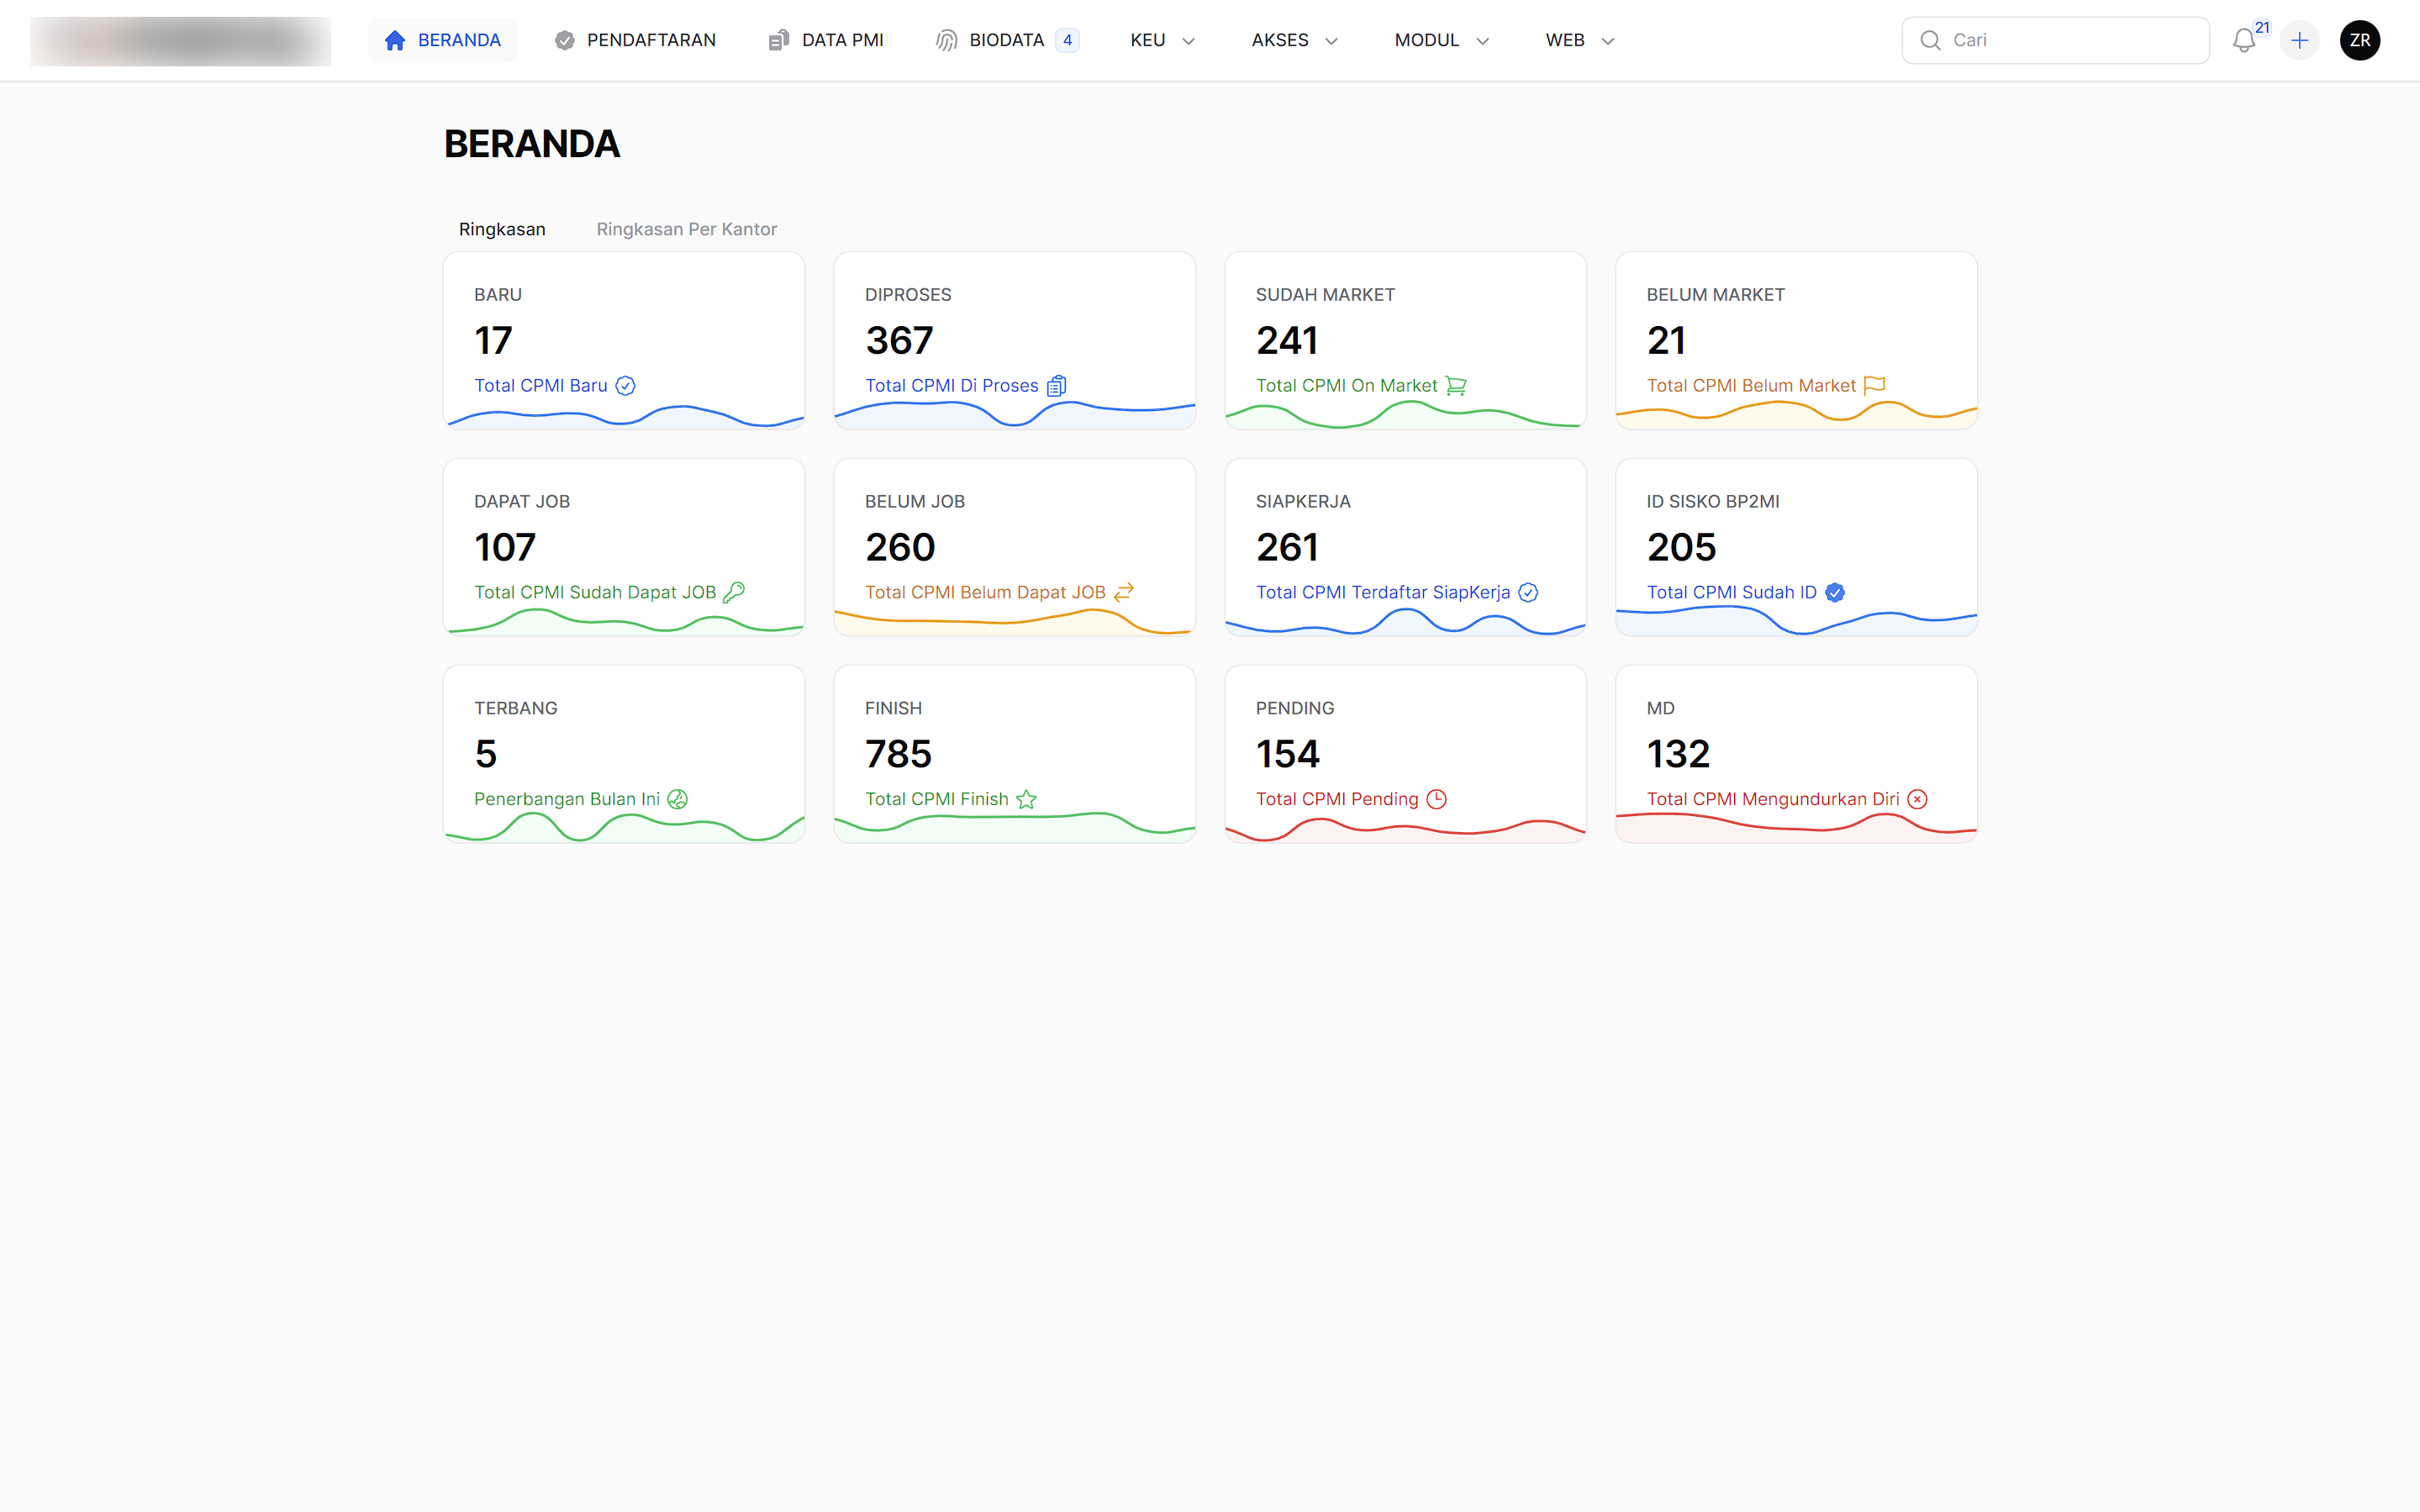 BERANDA PENDAFTARAN DATA PMI BIODATA 4 KEU AKSES MODUL WEB Cari 21 ZR
BERANDA
Ringkasan Ringkasan Per Kantor
BARU
17
Total CPMI Baru
DIPROSES
367
Total CPMI Di Proses
SUDAH MARKET
241
Total CPMI On Market
BELUM MARKET
21
Total CPMI Belum Market
DAPAT JOB
107
Total CPMI Sudah Dapat JOB
BELUM JOB
260
Total CPMI Belum Dapat JOB
SIAPKERJA
261
Total CPMI Terdaftar SiapKerja
ID SISKO BP2MI
205
Total CPMI Sudah ID
TERBANG
5
Penerbangan Bulan Ini
FINISH
785
Total CPMI Finish
PENDING
154
Total CPMI Pending
MD
132
Total CPMI Mengundurkan Diri